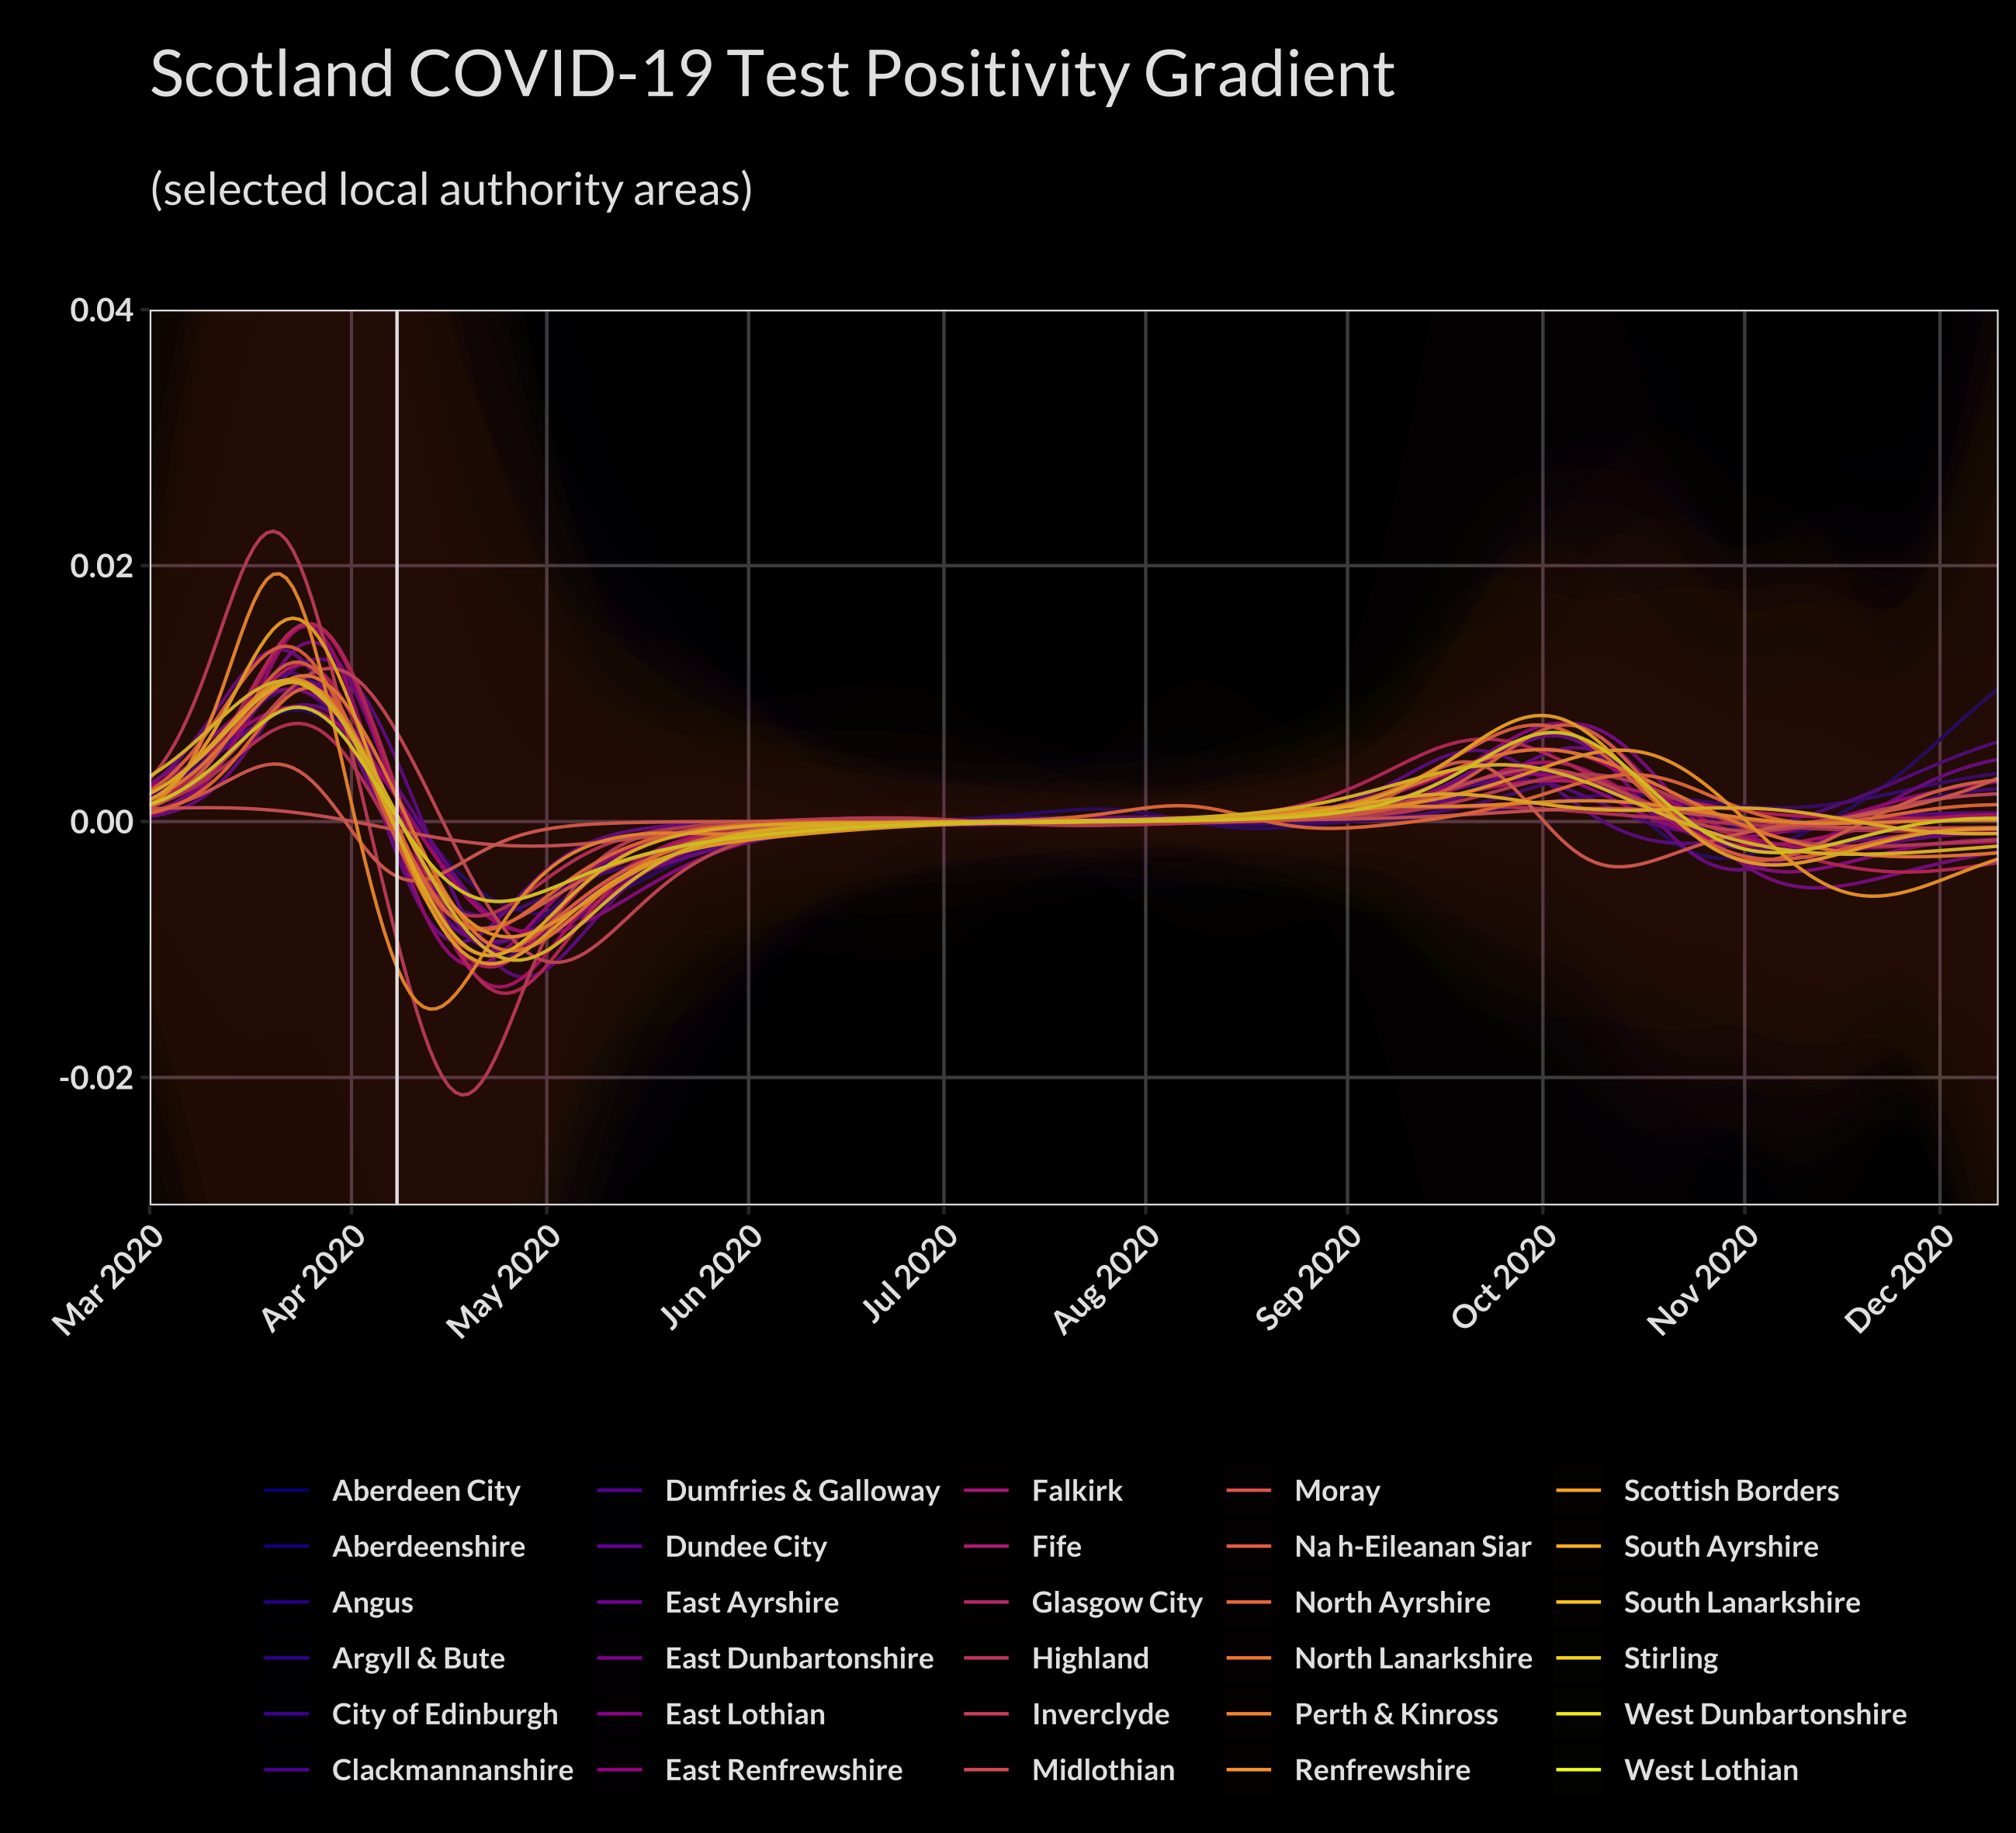 Scotland COVID-19 Test Positivity Gradient
(selected local authority areas)
0.04
0.02
0.00
-0.02
Mar 2020
Apr 2020
May 2020
Jun 2020
Jul 2020
Aug 2020
Sep 2020
Oct 2020
Nov 2020
Dec 2020
Aberdeen City
Aberdeenshire
Angus
Argyll & Bute
City of Edinburgh
Clackmannanshire
Dumfries & Galloway
Dundee City
East Ayrshire
East Dunbartonshire
East Lothian
East Renfrewshire
Falkirk
Fife
Glasgow City
Highland
Inverclyde
Midlothian
Moray
Na h-Eileanan Siar
North Ayrshire
North Lanarkshire
Perth & Kinross
Renfrewshire
Scottish Borders
South Ayrshire
South Lanarkshire
Stirling
West Dunbartonshire
West Lothian